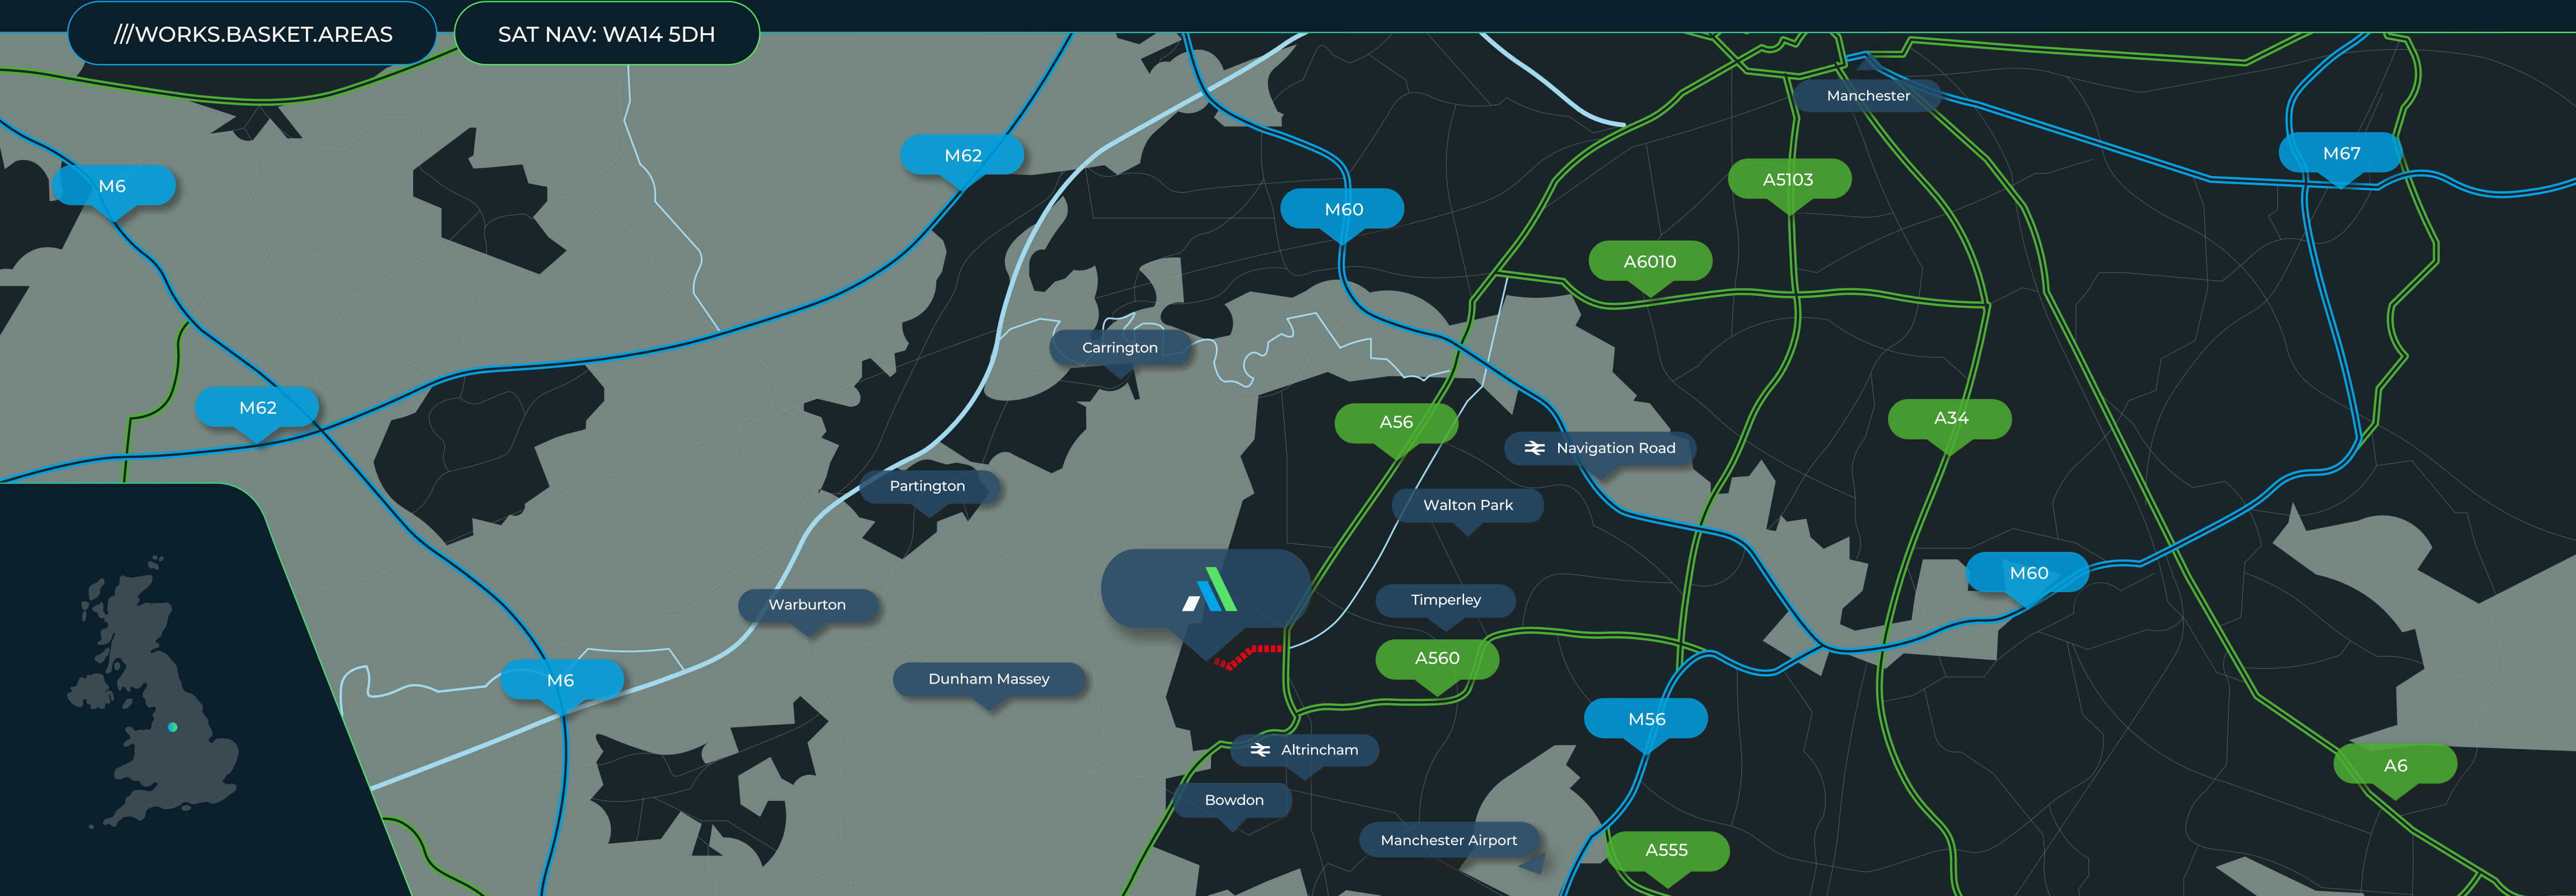 ///WORKS.BASKET.AREAS
SAT NAV: WA14 5DH
Manchester
M62
M67
M6
A5103
M60
A6010
Carrington
M62
A56
A34
Navigation Road
Partington
Walton Park
M60
Timperley
Warburton
A560
Dunham Massey
M6
M56
Altrincham
A6
Bowdon
Manchester Airport
A555